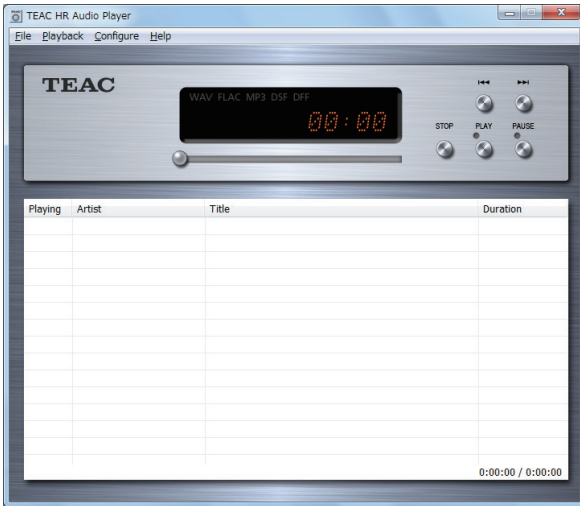 TEAC HR Audio Player
File Playback Configure Help
TEAC
WAV FLAC MP3 DSF DFF
00:00
STOP PLAY PAUSE
Playing Artist Title Duration
0:00:00 / 0:00:00